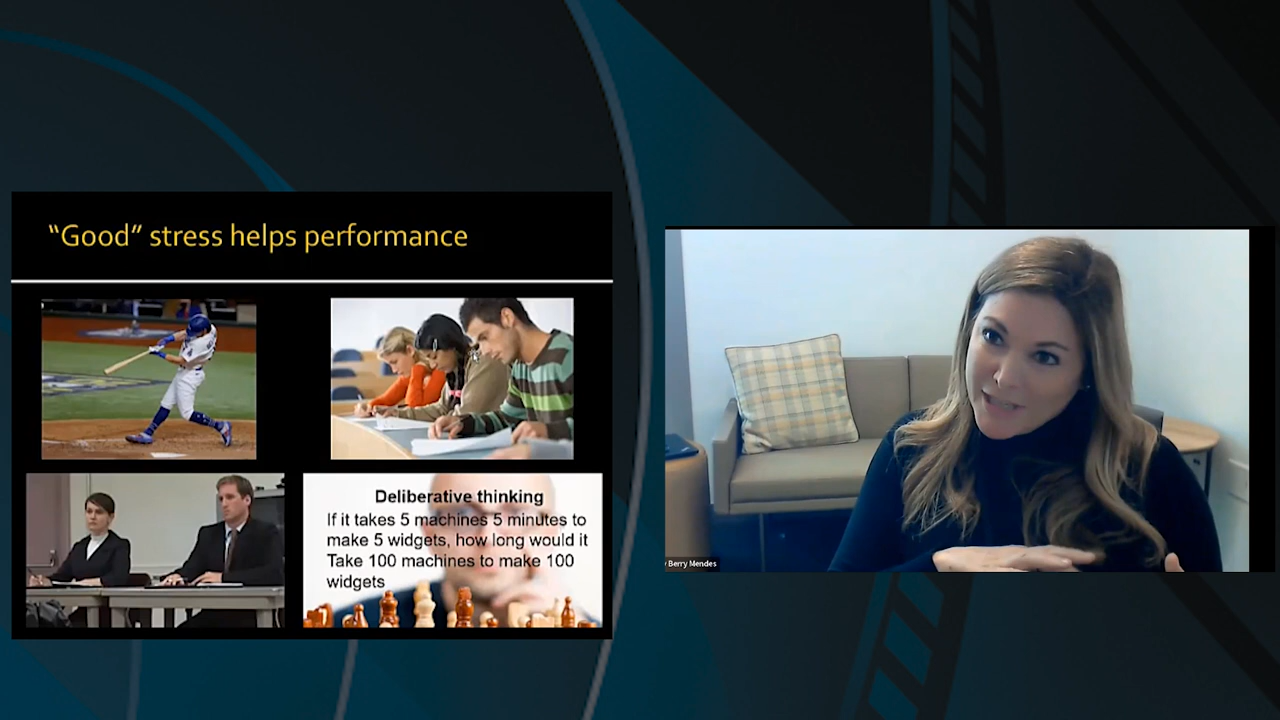 “Good” stress helps performance
Deliberative thinking
If it takes 5 machines 5 minutes to
make 5 widgets, how long would it
Take 100 machines to make 100
widgets
Berry Mendes